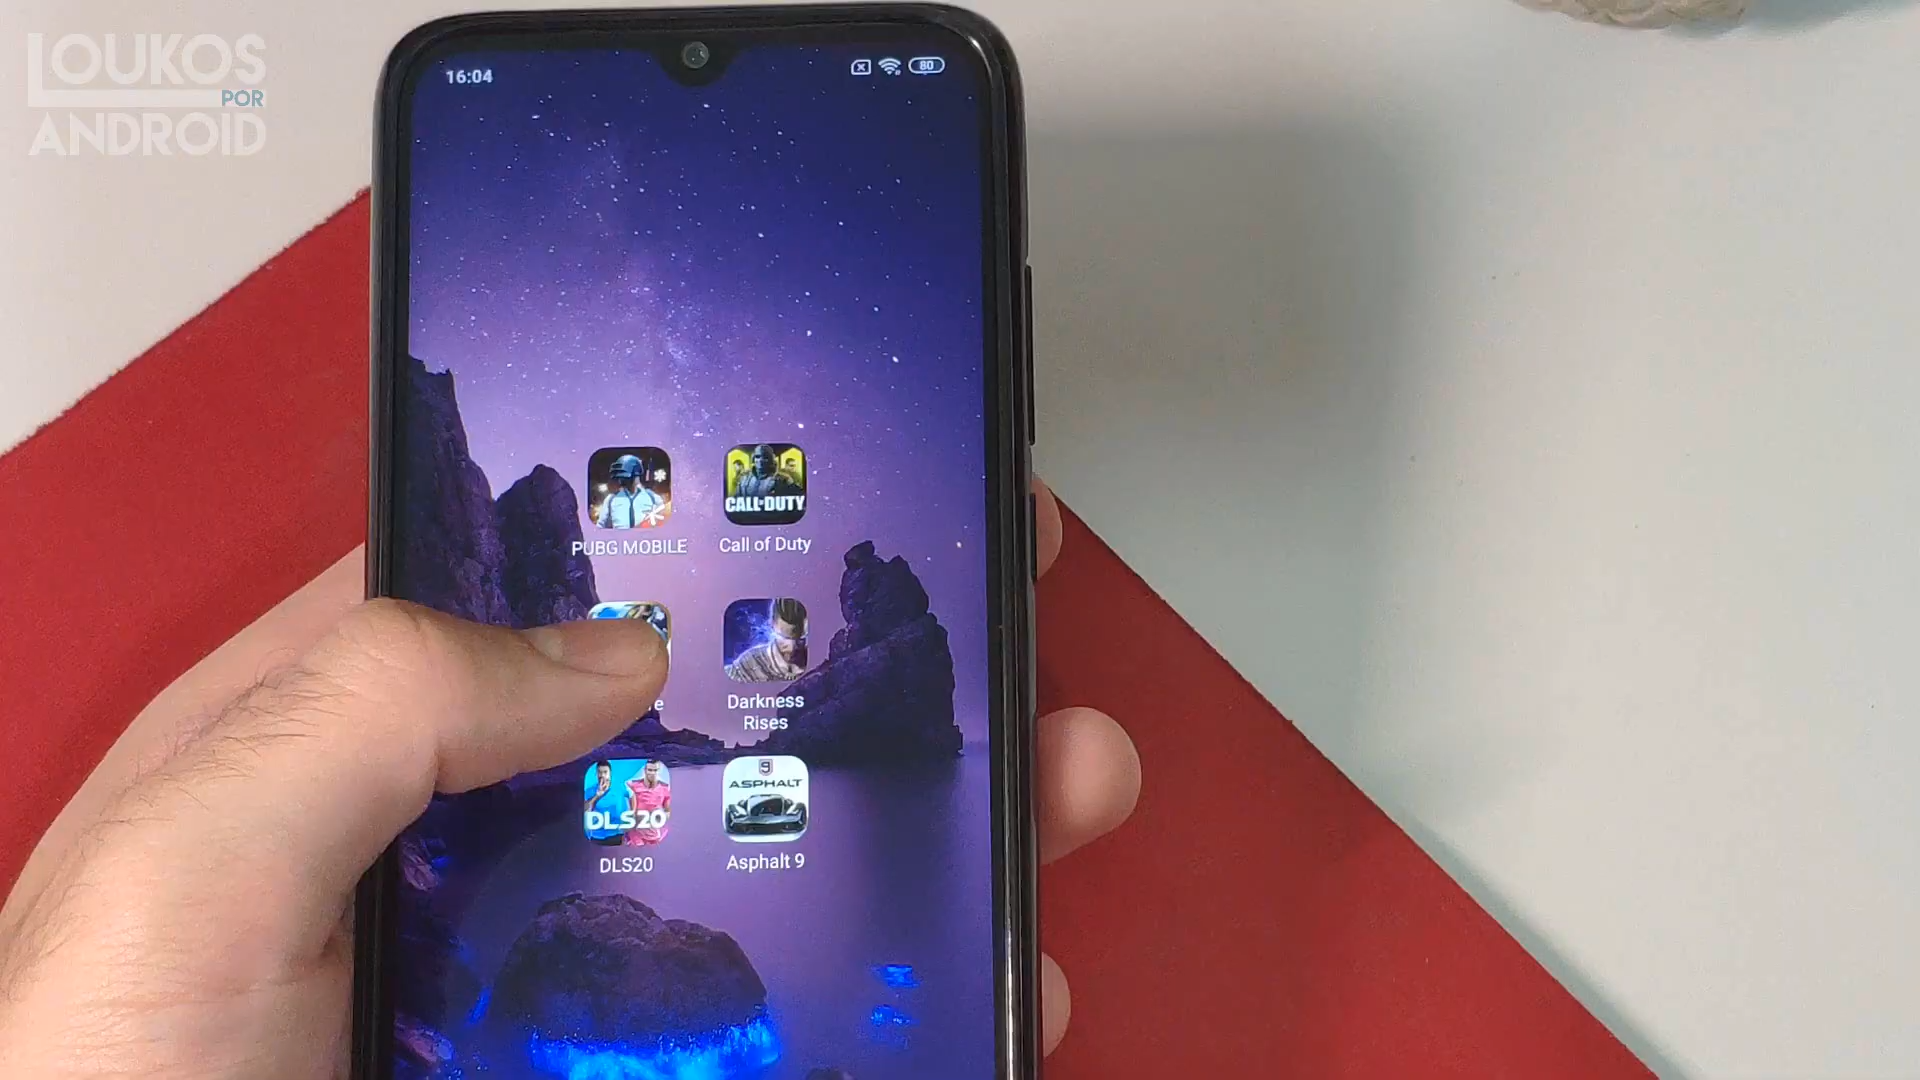 LOUKOS
POR
ANDROID
16:04
80
PUBG MOBILE
CALL OF DUTY
Call of Duty
Darkness
Rises
DLS20
9
ASPHALT
DLS20
Asphalt 9